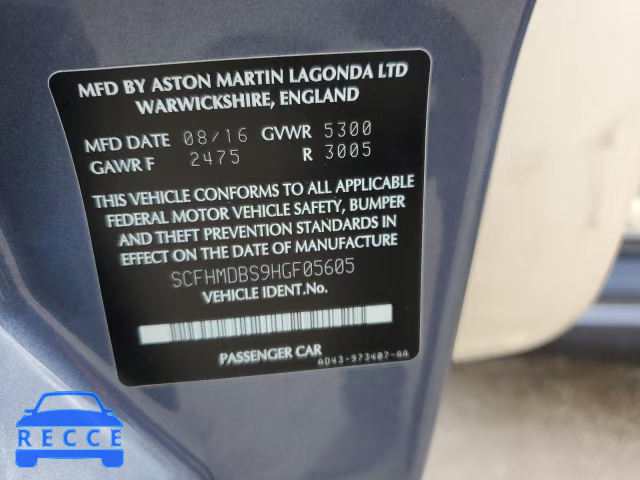 MFD BY ASTON MARTIN LAGONDA LTD
WARWICKSHIRE, ENGLAND
MFD DATE 08/16 GVWR 5300
GAWR F 2475 R 3005
THIS VEHICLE CONFORMS TO ALL APPLICABLE
FEDERAL MOTOR VEHICLE SAFETY, BUMPER
AND THEFT PREVENTION STANDARDS IN
EFFECT ON THE DATE OF MANUFACTURE
SCFHMDBS9HGF05605
VEHICLE IDENT.No.
PASSENGER CAR
AD43-973407-AA
RECCE